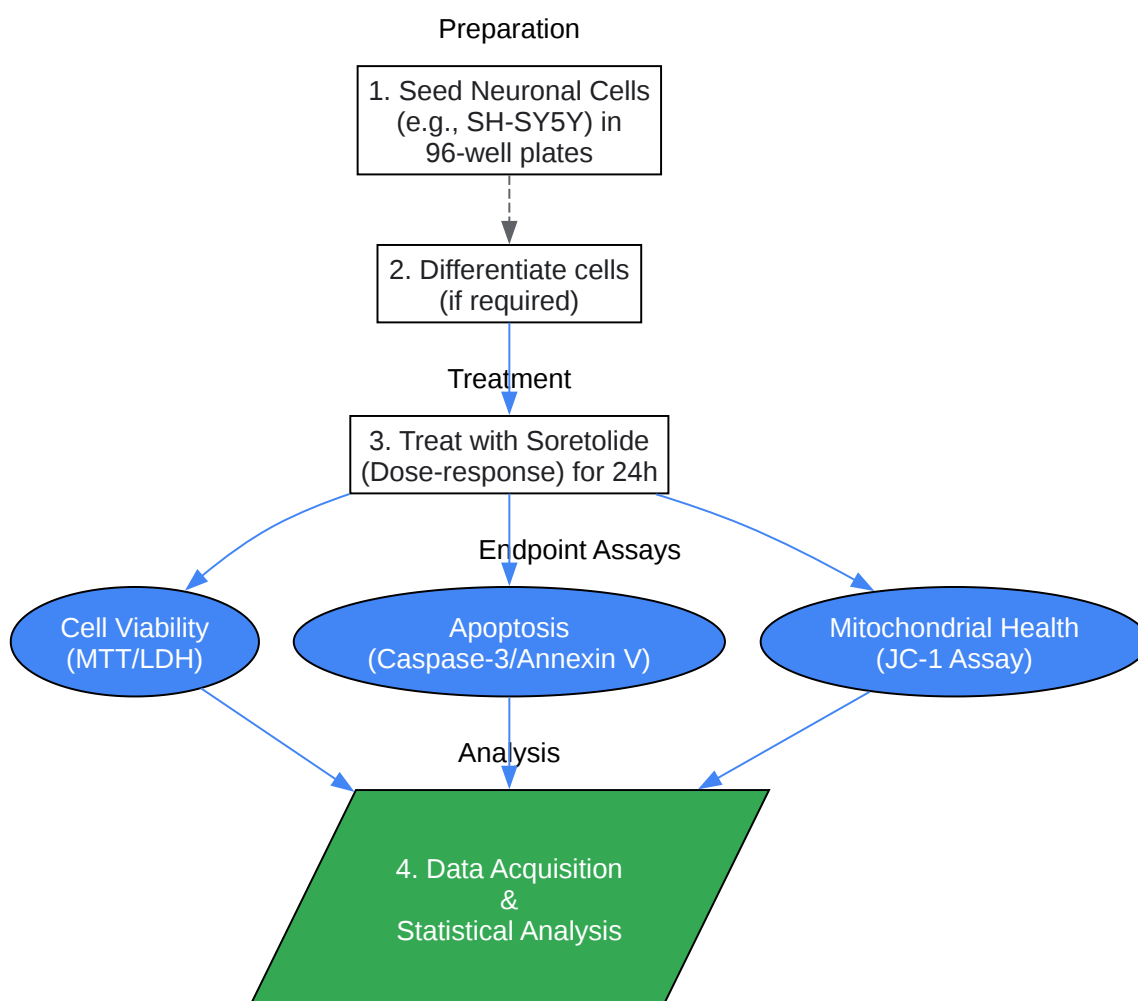 Preparation
1. Seed Neuronal Cells
(e.g., SH-SY5Y) in
96-well plates
2. Differentiate cells
(if required)
Treatment
3. Treat with Soretolide
(Dose-response) for 24h
Endpoint Assays
Cell Viability
(MTT/LDH)
Apoptosis
(Caspase-3/Annexin V)
Mitochondrial Health
(JC-1 Assay)
Analysis
4. Data Acquisition
&
Statistical Analysis